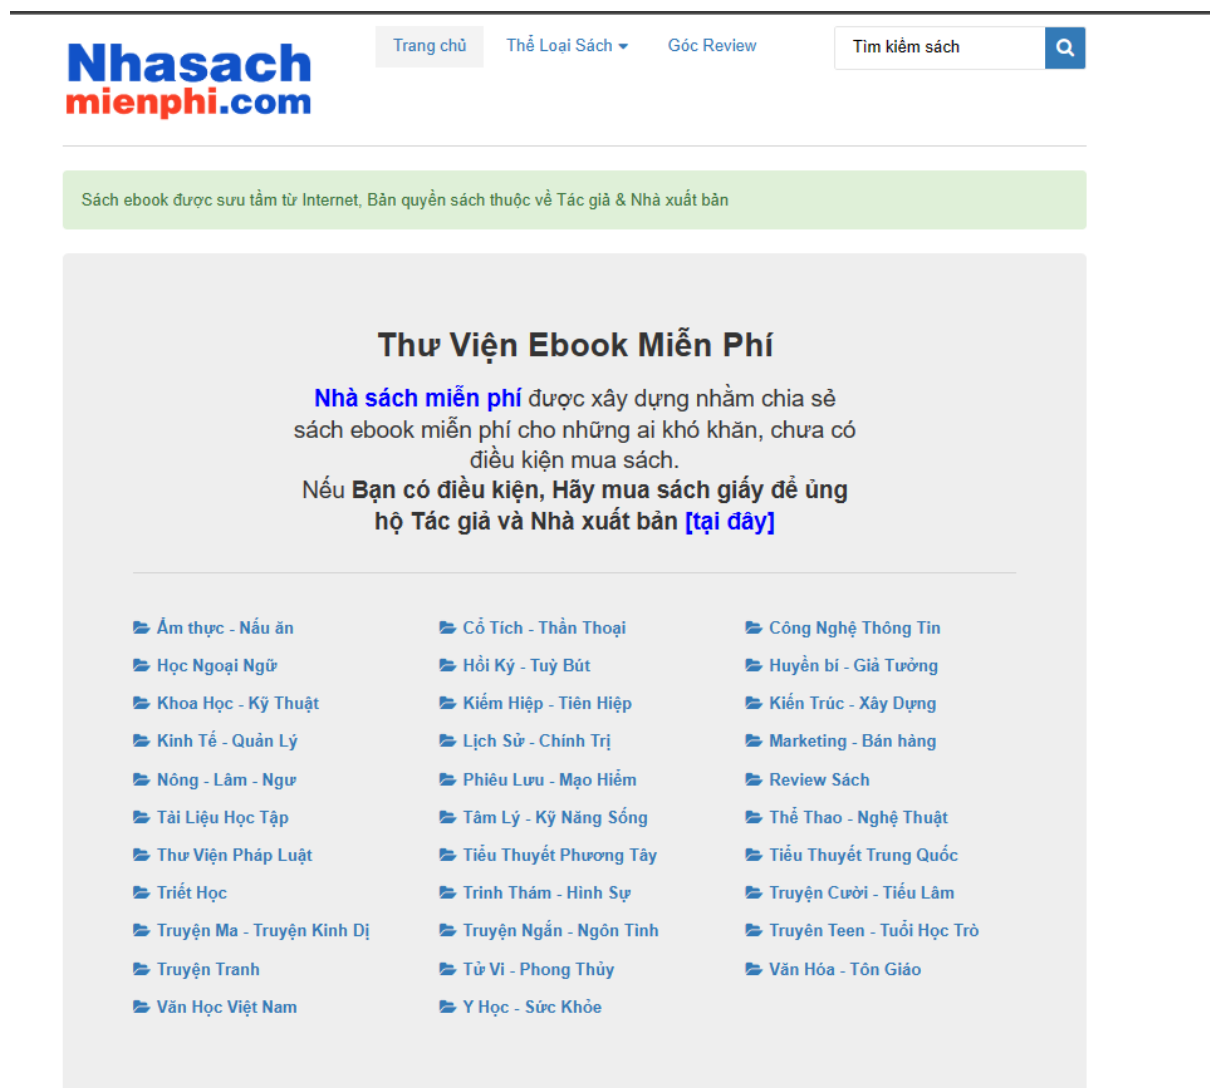 Nhasach
mienphi.com
Trang chủ
Thể Loại Sách
Góc Review
Tìm kiếm sách
Sách ebook được sưu tầm từ Internet, Bản quyền sách thuộc về Tác giả & Nhà xuất bản
Thư Viện Ebook Miễn Phí
Nhà sách miễn phí được xây dựng nhằm chia sẻ
sách ebook miễn phí cho những ai khó khăn, chưa có
điều kiện mua sách.
Nếu Bạn có điều kiện, Hãy mua sách giấy để ủng
hộ Tác giả và Nhà xuất bản [tại đây]
Ẩm thực - Nấu ăn
Cổ Tích - Thần Thoại
Công Nghệ Thông Tin
Học Ngoại Ngữ
Hồi Ký - Tuỳ Bút
Huyền bí - Giả Tưởng
Khoa Học - Kỹ Thuật
Kiếm Hiệp - Tiên Hiệp
Kiến Trúc - Xây Dựng
Kinh Tế - Quản Lý
Lịch Sử - Chính Trị
Marketing - Bán hàng
Nông - Lâm - Ngư
Phiêu Lưu - Mạo Hiểm
Review Sách
Tài Liệu Học Tập
Tâm Lý - Kỹ Năng Sống
Thể Thao - Nghệ Thuật
Thư Viện Pháp Luật
Tiểu Thuyết Phương Tây
Tiểu Thuyết Trung Quốc
Triết Học
Trinh Thám - Hình Sự
Truyện Cười - Tiếu Lâm
Truyện Ma - Truyện Kinh Dị
Truyện Ngắn - Ngôn Tình
Truyên Teen - Tuổi Học Trò
Truyện Tranh
Tử Vi - Phong Thủy
Văn Hóa - Tôn Giáo
Văn Học Việt Nam
Y Học - Sức Khỏe